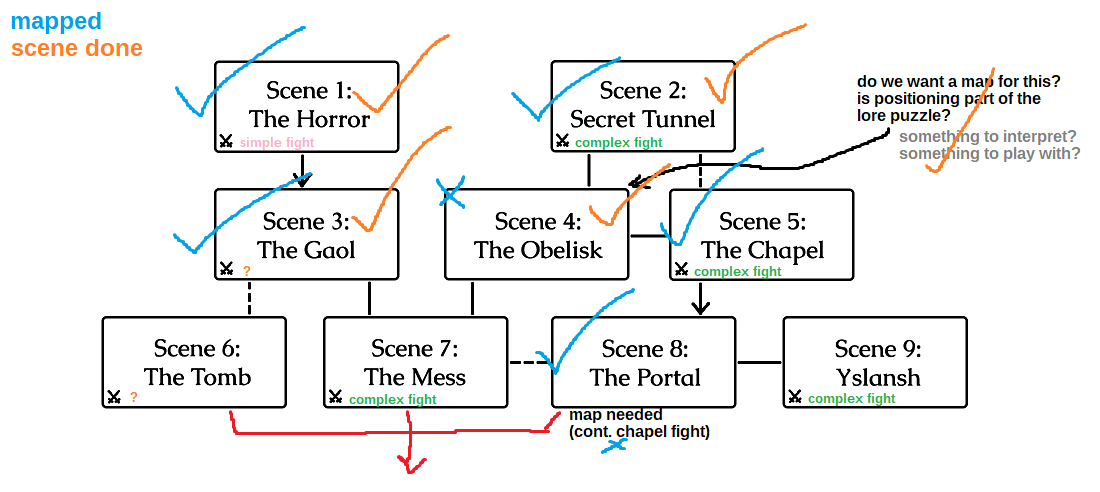 mapped
scene done
Scene 1:
The Horror
simple fight
Scene 2:
Secret Tunnel
complex fight
do we want a map for this?
is positioning part of the
lore puzzle?
something to interpret?
something to play with?
Scene 3:
The Gaol
?
Scene 4:
The Obelisk
Scene 5:
The Chapel
complex fight
Scene 6:
The Tomb
?
Scene 7:
The Mess
complex fight
Scene 8:
The Portal
Scene 9:
Yslansh
complex fight
map needed
(cont. chapel fight)